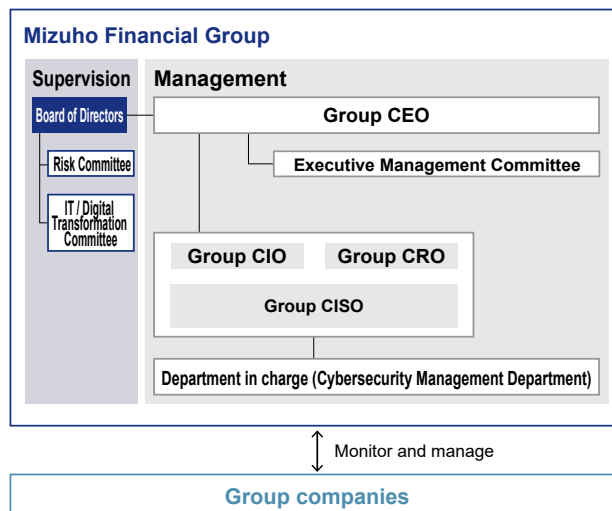 Mizuho Financial Group
Supervision
Management
Board of Directors
Group CEO
Risk Committee
Executive Management Committee
IT / Digital
Transformation
Committee
Group CIO
Group CRO
Group CISO
Department in charge (Cybersecurity Management Department)
Monitor and manage
Group companies